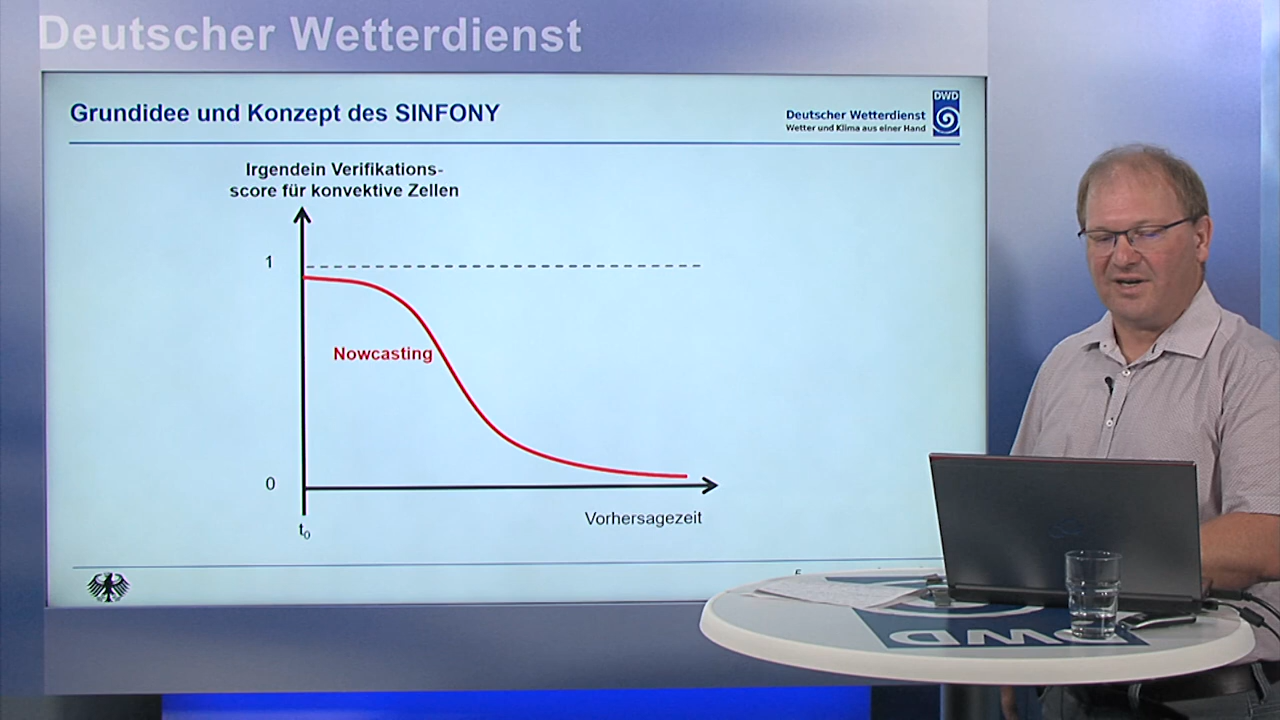 Deutscher Wetterdienst
Grundidee und Konzept des SINFONY
DWD
Deutscher Wetterdienst
Wetter und Klima aus einer Hand
Irgendein Verifikations-
score für konvektive Zellen
1
Nowcasting
0
t₀
Vorhersagezeit
DWD